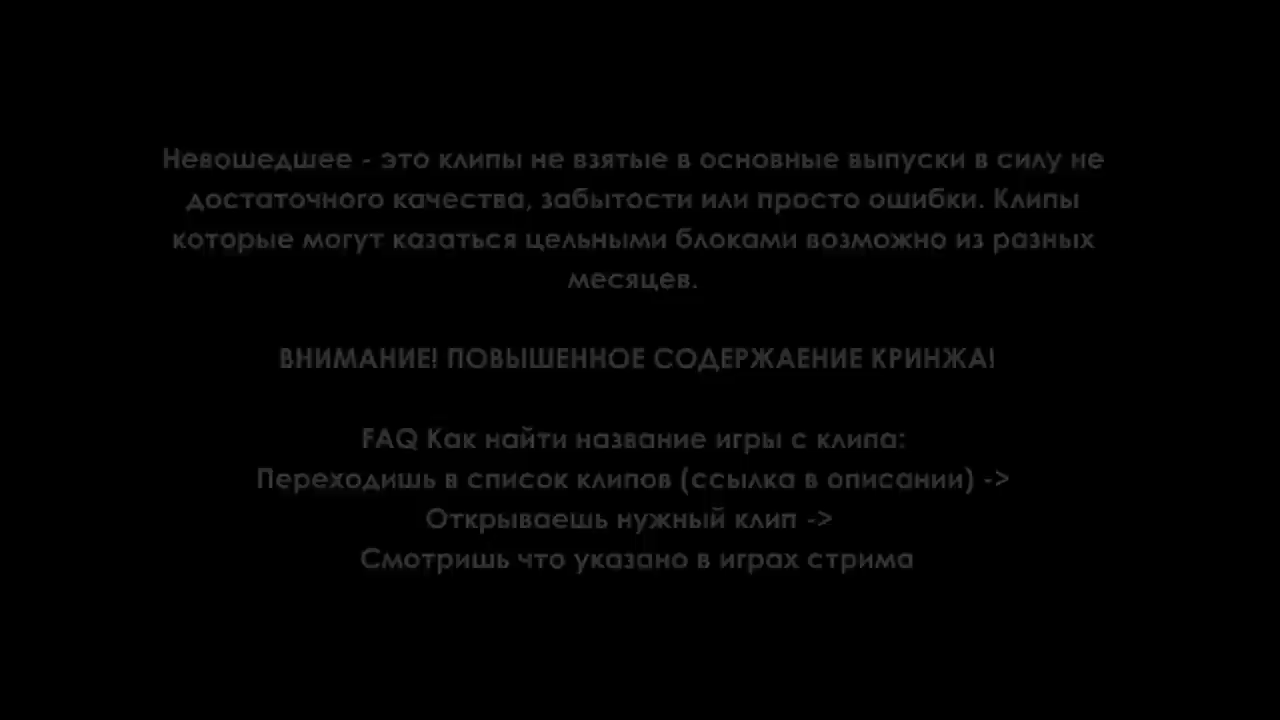 Невошедшее - это клипы не взятые в основные выпуски в силу не
достаточного качества, забытости или просто ошибки. Клипы
которые могут казаться цельными блоками возможно из разных
месяцев.
ВНИМАНИЕ! ПОВЫШЕННОЕ СОДЕРЖАЕНИЕ КРИНЖА!
FAQ Как найти название игры с клипа:
Переходишь в список клипов (ссылка в описании) ->
Открываешь нужный клип ->
Смотришь что указано в играх стрима